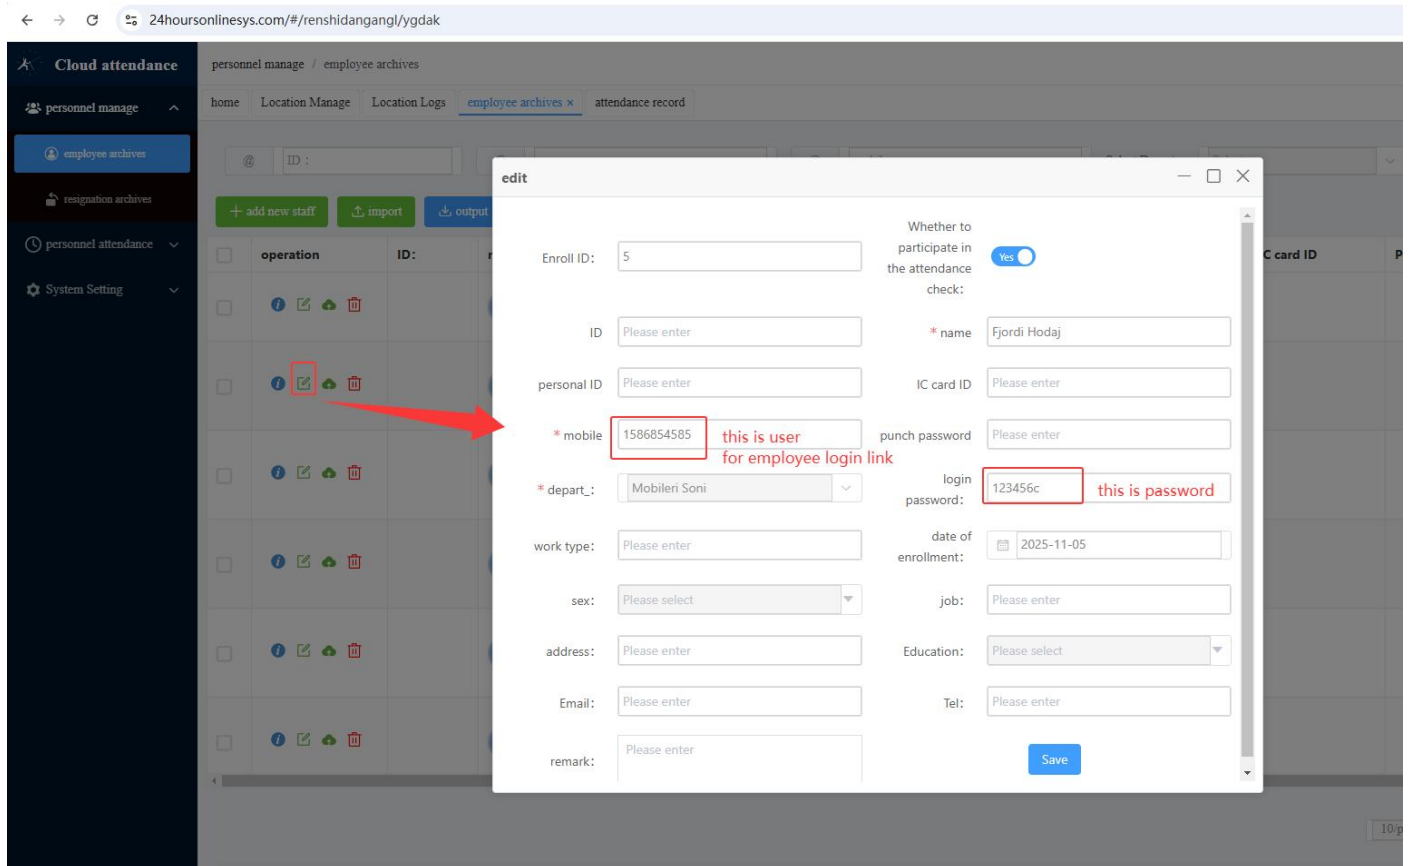 24hoursonlinesys.com/#/renshidangangl/ygdak
Cloud attendance
personnel manage / employee archives
personnel manage
home Location Manage Location Logs employee archives × attendance record
employee archives
@ ID :
resignation archives
add new staff import output
personnel attendance
System Setting
operation ID:
C card ID P
edit
Enroll ID: 5
Whether to participate in the attendance check: Yes
ID Please enter
* name Fjordi Hodaj
personal ID Please enter
IC card ID Please enter
* mobile 1586854585
this is user
for employee login link
punch password Please enter
* depart_: Mobileri Soni
login password: 123456c
this is password
work type: Please enter
date of enrollment: 2025-11-05
sex: Please select
job: Please enter
address: Please enter
Education: Please select
Email: Please enter
Tel: Please enter
remark: Please enter
Save
10/p